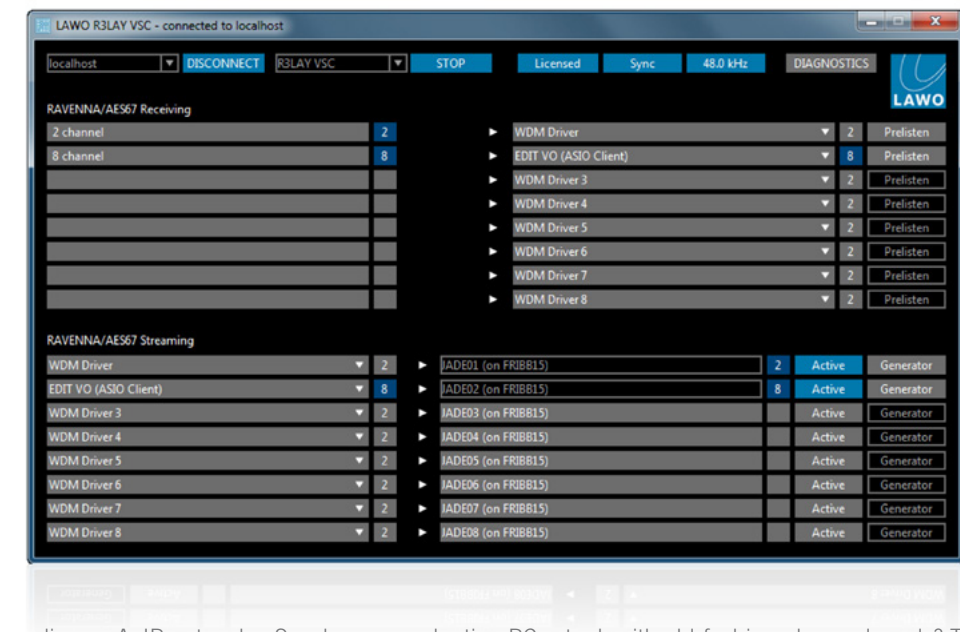 LAWO R3LAY VSC - connected to localhost
localhost DISCONNECT R3LAY VSC STOP Licensed Sync 48.0 kHz DIAGNOSTICS
LAWO
RAVENNA/AES67 Receiving
2 channel 2 WDM Driver 2 Prelisten
8 channel 8 EDIT VO (ASIO Client) 8 Prelisten
WDM Driver 3 2 Prelisten
WDM Driver 4 2 Prelisten
WDM Driver 5 2 Prelisten
WDM Driver 6 2 Prelisten
WDM Driver 7 2 Prelisten
WDM Driver 8 2 Prelisten
RAVENNA/AES67 Streaming
WDM Driver 2 JADE01 (on FRIBB15) 2 Active Generator
EDIT VO (ASIO Client) 8 JADE02 (on FRIBB15) 8 Active Generator
WDM Driver 3 2 JADE03 (on FRIBB15) Active Generator
WDM Driver 4 2 JADE04 (on FRIBB15) Active Generator
WDM Driver 5 2 JADE05 (on FRIBB15) Active Generator
WDM Driver 6 2 JADE06 (on FRIBB15) Active Generator
WDM Driver 7 2 JADE07 (on FRIBB15) Active Generator
WDM Driver 8 2 JADE08 (on FRIBB15) Active Generator